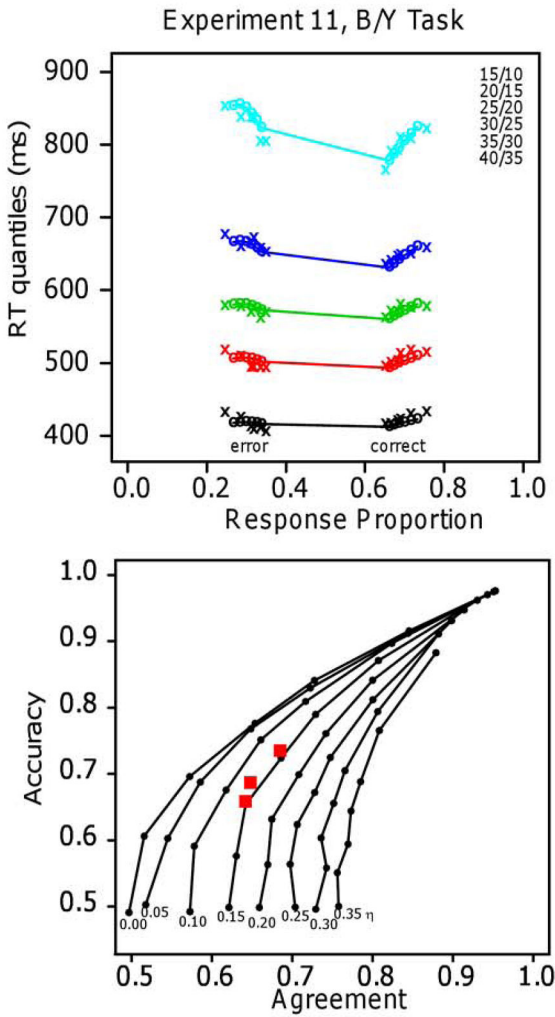 Experiment 11, B/Y Task
RT quantiles (ms)
900
800
700
600
500
400
15/10
20/15
25/20
30/25
35/30
40/35
error
correct
0.0 0.2 0.4 0.6 0.8 1.0
Response Proportion
Accuracy
1.0
0.9
0.8
0.7
0.6
0.5
0.00 0.05 0.10 0.15 0.20 0.25 0.30 0.35 η
0.5 0.6 0.7 0.8 0.9 1.0
Agreement